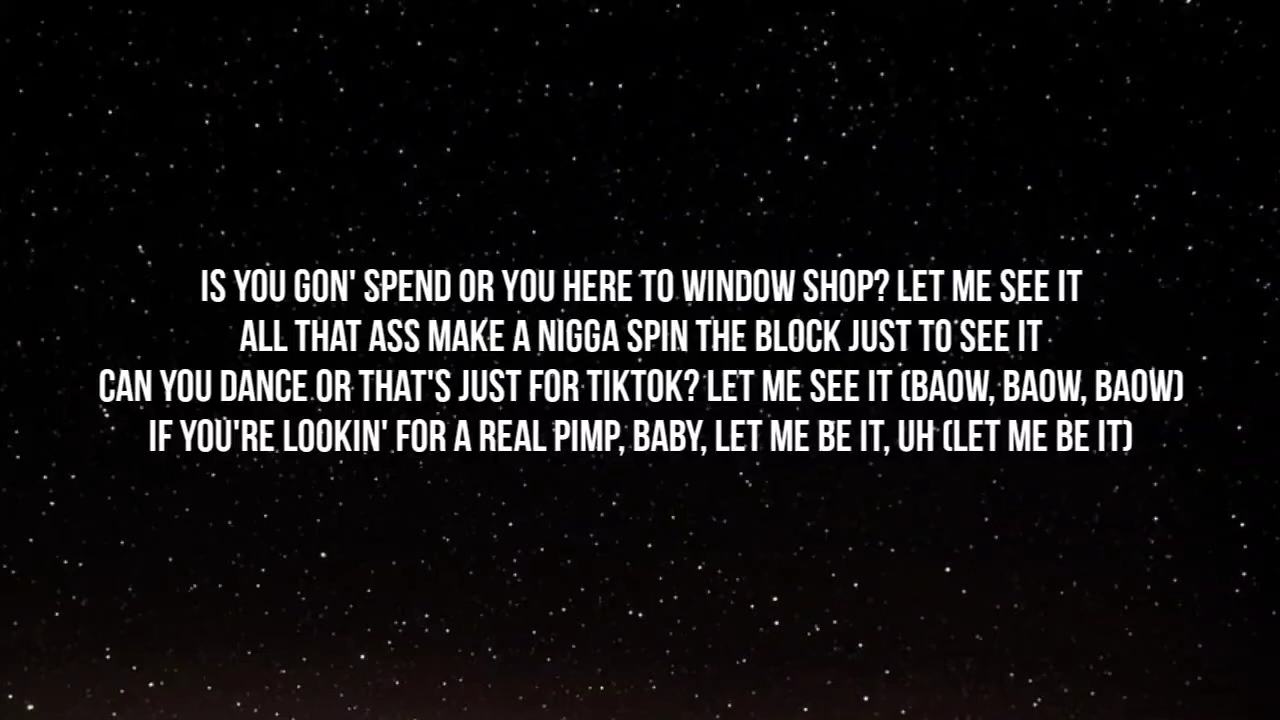 IS YOU GON' SPEND OR YOU HERE TO WINDOW SHOP? LET ME SEE IT
ALL THAT ASS MAKE A NIGGA SPIN THE BLOCK JUST TO SEE IT
CAN YOU DANCE OR THAT'S JUST FOR TIKTOK? LET ME SEE IT (BAOW, BAOW, BAOW)
IF YOU'RE LOOKIN' FOR A REAL PIMP, BABY, LET ME BE IT, UH (LET ME BE IT)